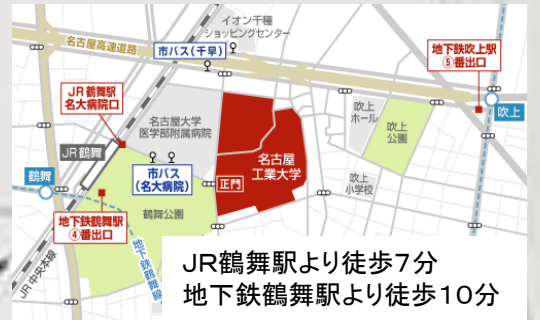 イオン千種
ショッピングセンター
名古屋高速道路
市バス(千早)
地下鉄吹上駅
⑤番出口
JR鶴舞駅
名大病院口
名古屋大学
医学部附属病院
吹上
ホール
吹上
公園
吹上
JR鶴舞
名古屋
工業大学
市バス
(名大病院)
正門
吹上
小学校
鶴舞
鶴舞公園
地下鉄鶴舞駅
④番出口
地下鉄鶴舞線
JR中央本線
JR鶴舞駅より徒歩7分
地下鉄鶴舞駅より徒歩10分